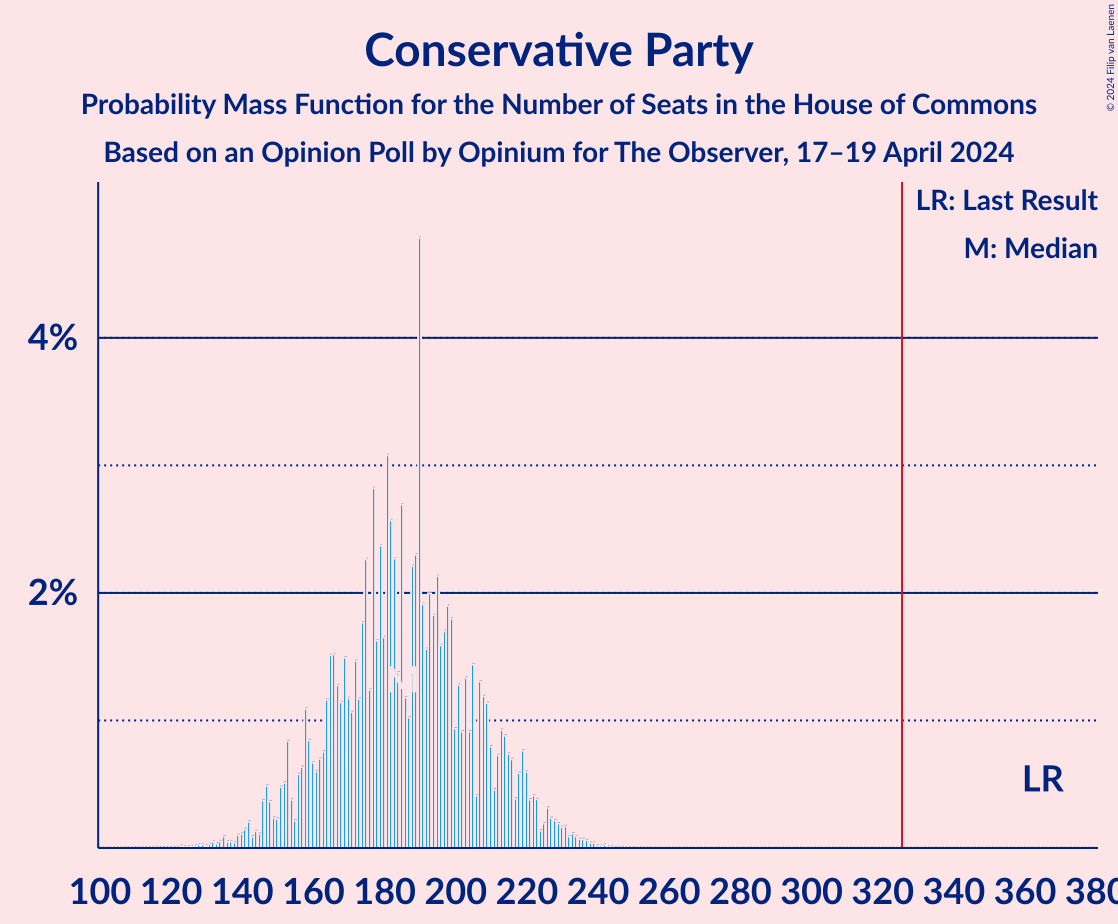 Conservative Party
Probability Mass Function for the Number of Seats in the House of Commons
Based on an Opinion Poll by Opinium for The Observer, 17–19 April 2024
© 2024 Filip van Laenen
LR: Last Result
M: Median
4%
2%
LR
100 120 140 160 180 200 220 240 260 280 300 320 340 360 380